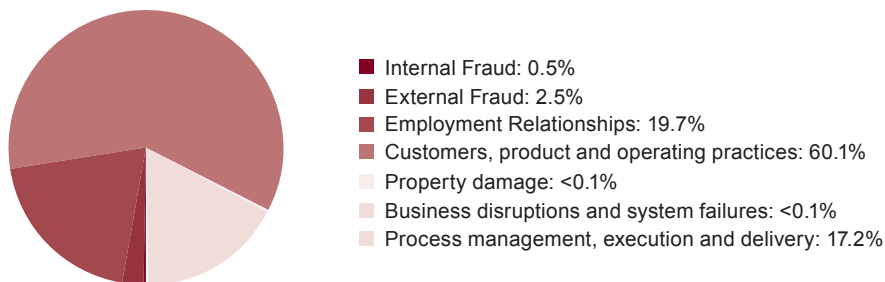 Internal Fraud: 0.5%
External Fraud: 2.5%
Employment Relationships: 19.7%
Customers, product and operating practices: 60.1%
Property damage: <0.1%
Business disruptions and system failures: <0.1%
Process management, execution and delivery: 17.2%